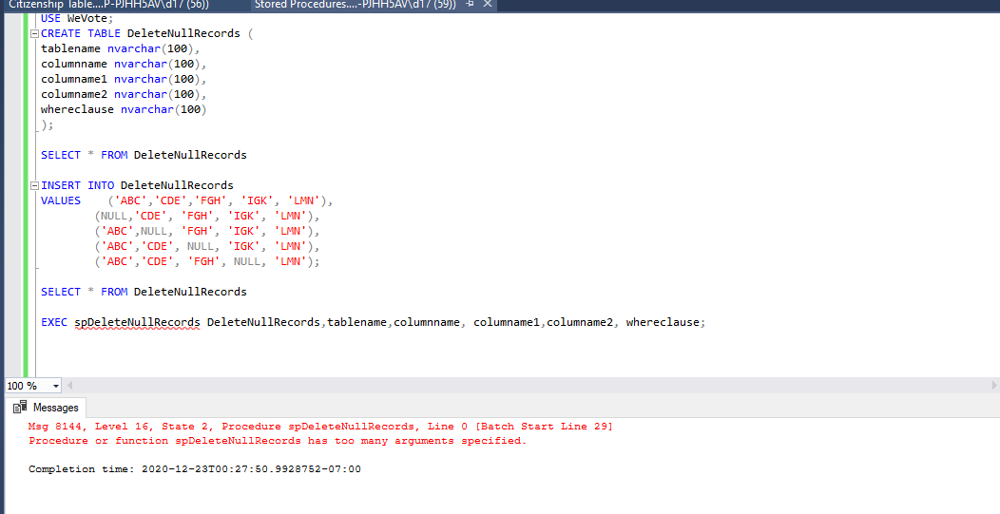 Citizenship Table....P-PJHH5AV\d17 (56)) Stored Procedures....-PJHH5AV\d17 (59))
USE WeVote;
CREATE TABLE DeleteNullRecords (
tablename nvarchar(100),
columnname nvarchar(100),
columname1 nvarchar(100),
columname2 nvarchar(100),
whereclause nvarchar(100)
);
SELECT * FROM DeleteNullRecords
INSERT INTO DeleteNullRecords
VALUES ('ABC','CDE','FGH', 'IGK', 'LMN'),
(NULL,'CDE', 'FGH', 'IGK', 'LMN'),
('ABC',NULL, 'FGH', 'IGK', 'LMN'),
('ABC','CDE', NULL, 'IGK', 'LMN'),
('ABC','CDE', 'FGH', NULL, 'LMN');
SELECT * FROM DeleteNullRecords
EXEC spDeleteNullRecords DeleteNullRecords,tablename,columnname, columname1,columname2, whereclause;
100 %
Messages
Msg 8144, Level 16, State 2, Procedure spDeleteNullRecords, Line 0 [Batch Start Line 29]
Procedure or function spDeleteNullRecords has too many arguments specified.
Completion time: 2020-12-23T00:27:50.9928752-07:00